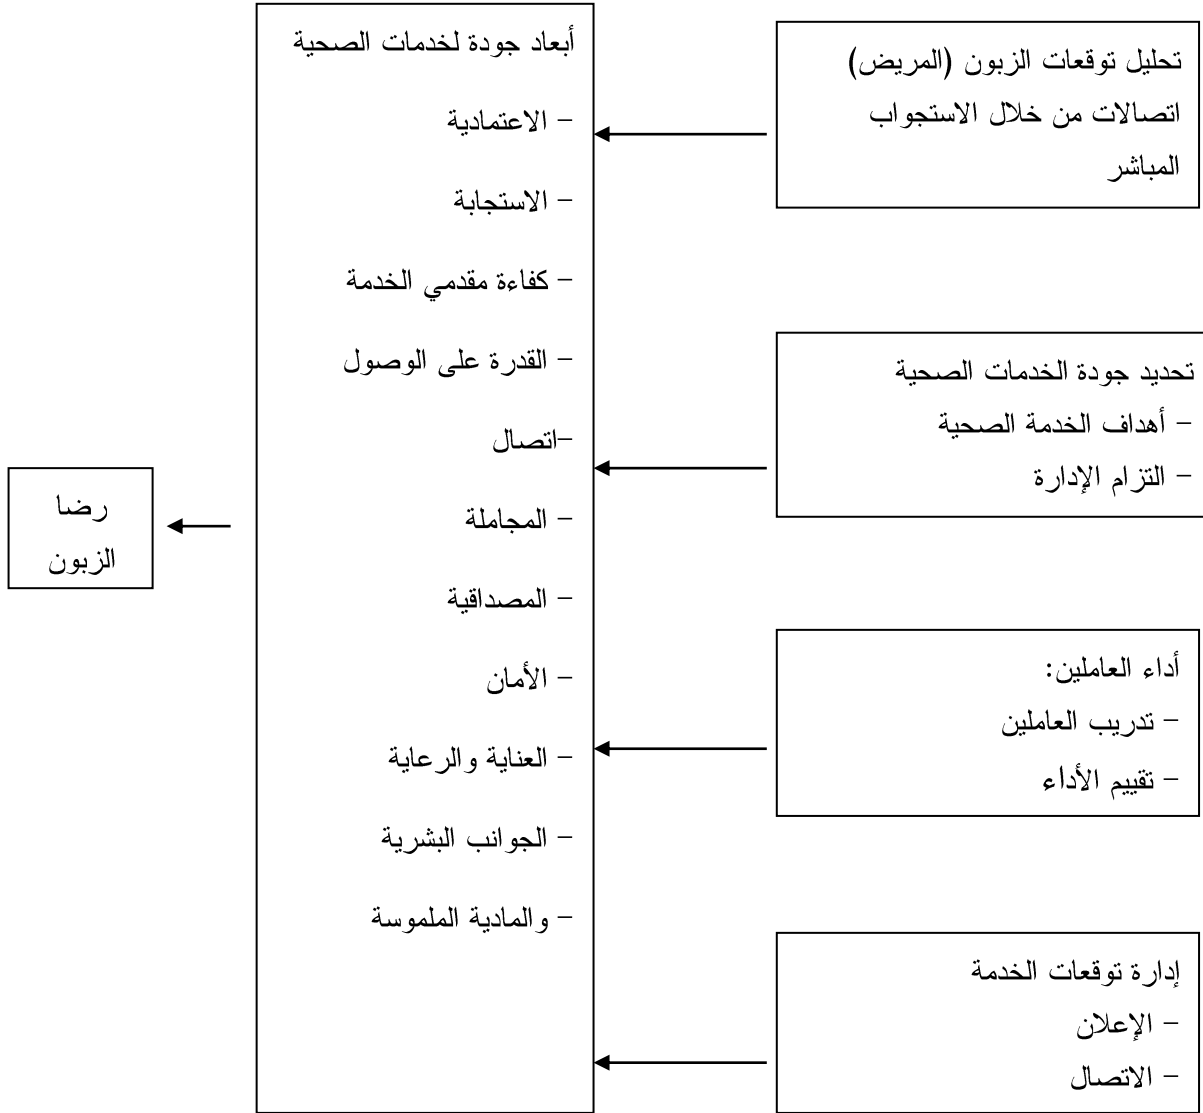 تحليل توقعات الزبون (المريض)
اتصالات من خلال الاستجواب
المباشر
تحديد جودة الخدمات الصحية
- أهداف الخدمة الصحية
- التزام الإدارة
أداء العاملين:
- تدريب العاملين
- تقييم الأداء
إدارة توقعات الخدمة
- الإعلان
- الاتصال
أبعاد جودة لخدمات الصحية
- الاعتمادية
- الاستجابة
- كفاءة مقدمي الخدمة
- القدرة على الوصول
-اتصال
- المجاملة
- المصداقية
- الأمان
- العناية والرعاية
- الجوانب البشرية
- والمادية الملموسة
رضا
الزبون